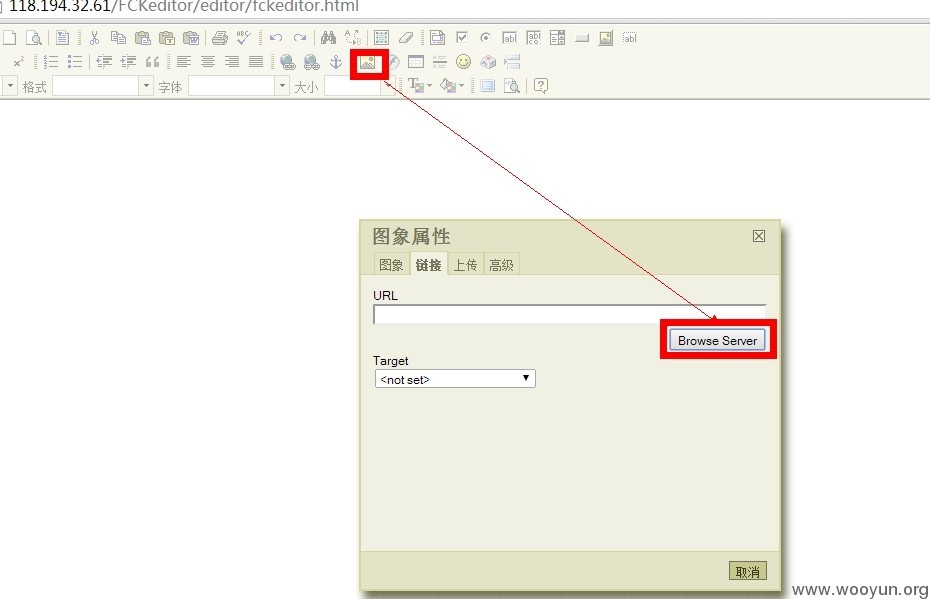 118.194.32.61/FCKeditor/editor/fckeditor.html
格式 字体 大小
图象属性
图象 链接 上传 高级
URL
Browse Server
Target
<not set>
取消
www.wooyun.org